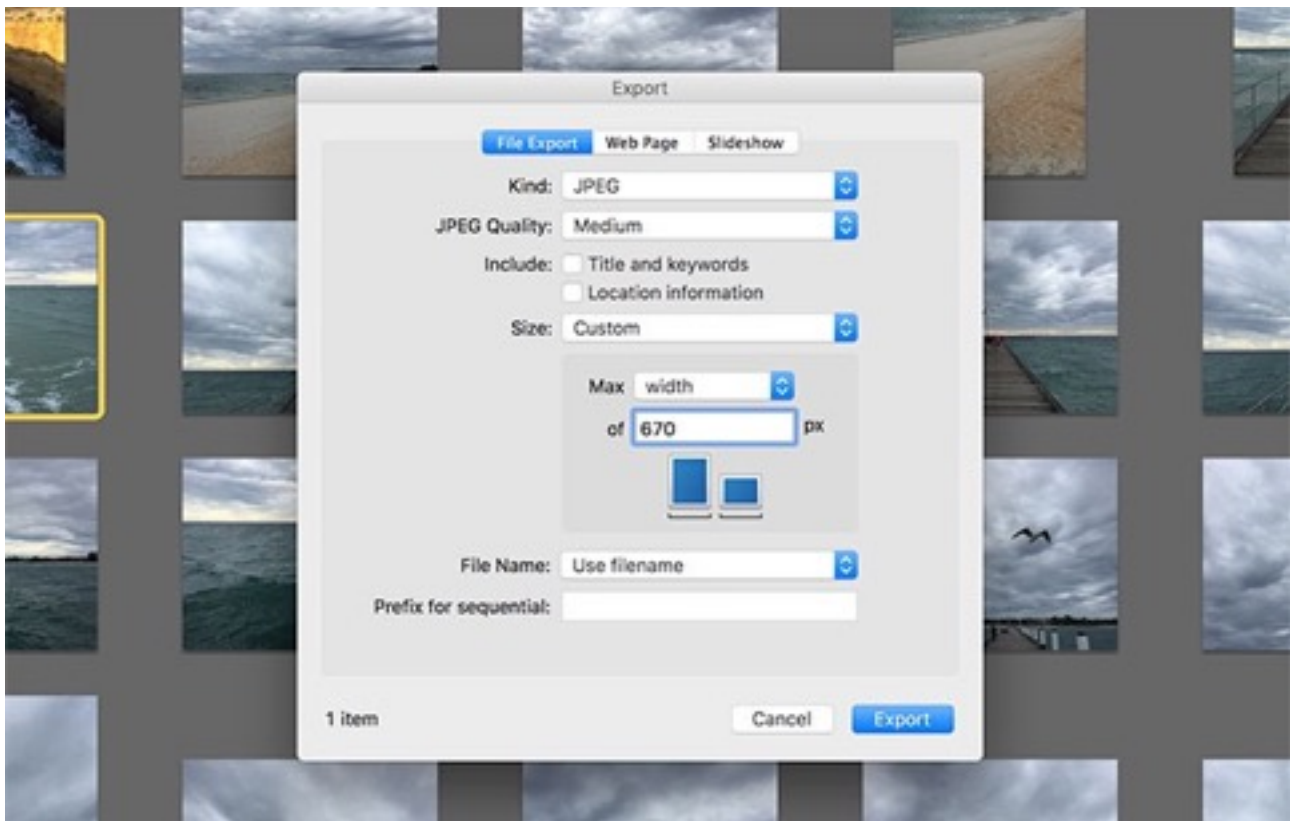 Export
File Export Web Page Slideshow
Kind: JPEG
JPEG Quality: Medium
Include: Title and keywords
Location information
Size: Custom
Max width
of 670 px
File Name: Use filename
Prefix for sequential:
1 item Cancel Export